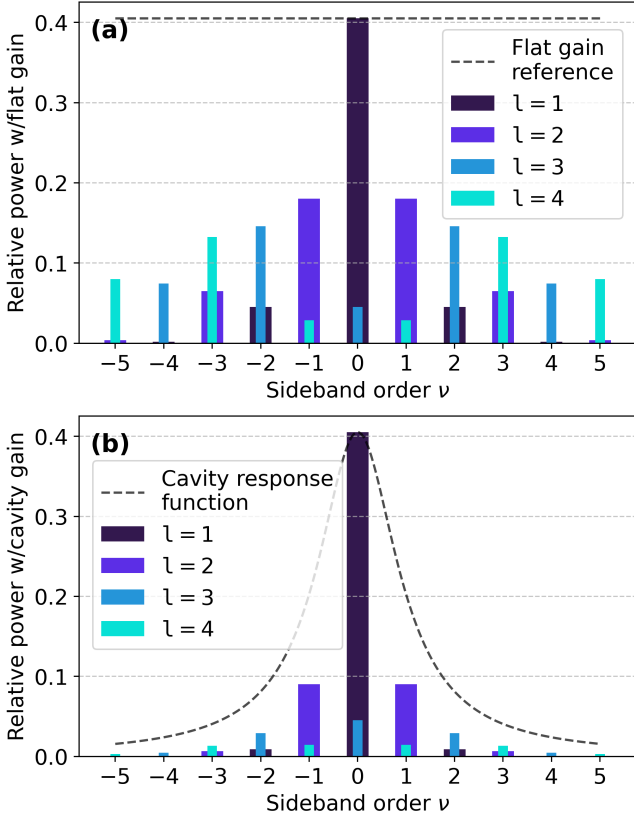 (a)
Relative power w/flat gain
0.4
0.3
0.2
0.1
0.0
Flat gain
reference
l = 1
l = 2
l = 3
l = 4
−5 −4 −3 −2 −1 0 1 2 3 4 5
Sideband order ν
(b)
Relative power w/cavity gain
0.4
0.3
0.2
0.1
0.0
Cavity response
function
l = 1
l = 2
l = 3
l = 4
−5 −4 −3 −2 −1 0 1 2 3 4 5
Sideband order ν